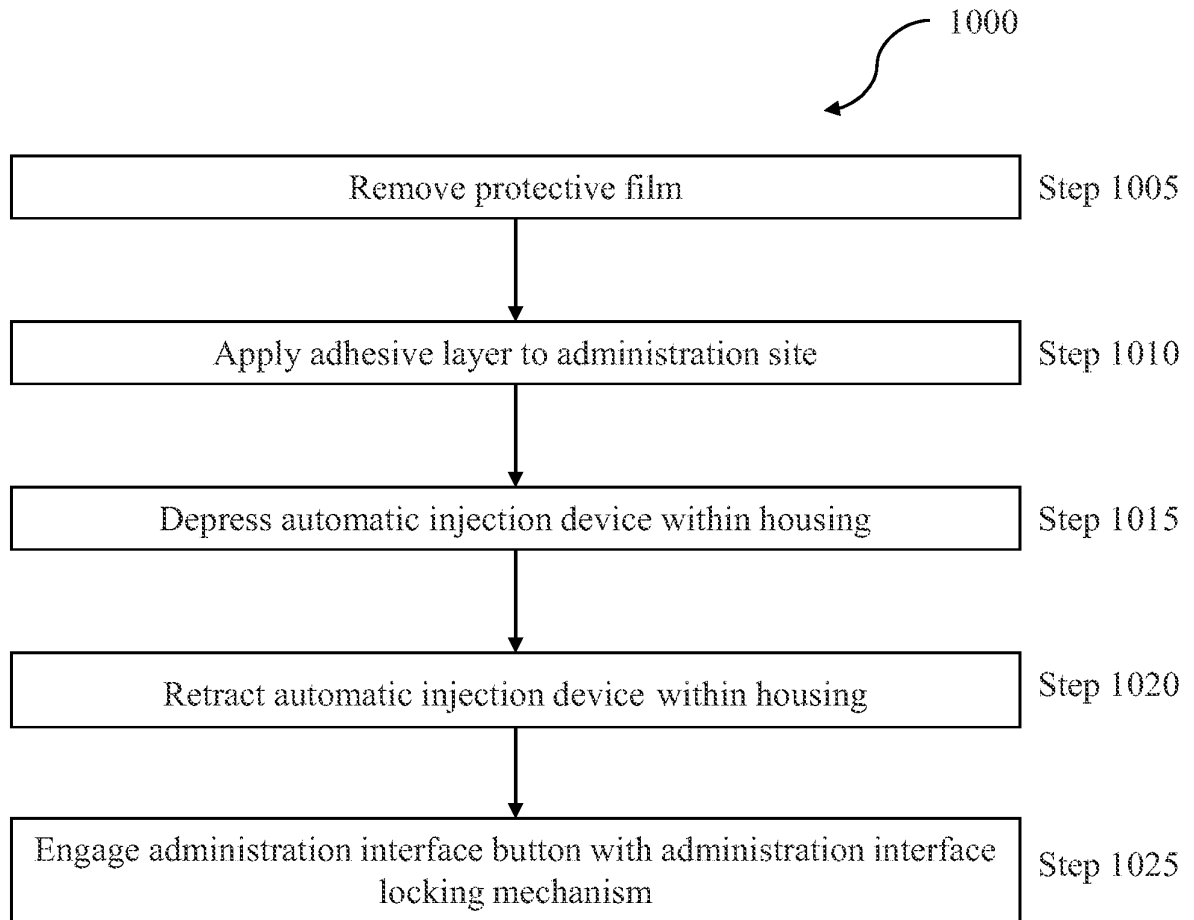 1000
Remove protective film
Step 1005
Apply adhesive layer to administration site
Step 1010
Depress automatic injection device within housing
Step 1015
Retract automatic injection device within housing
Step 1020
Engage administration interface button with administration interface
locking mechanism
Step 1025